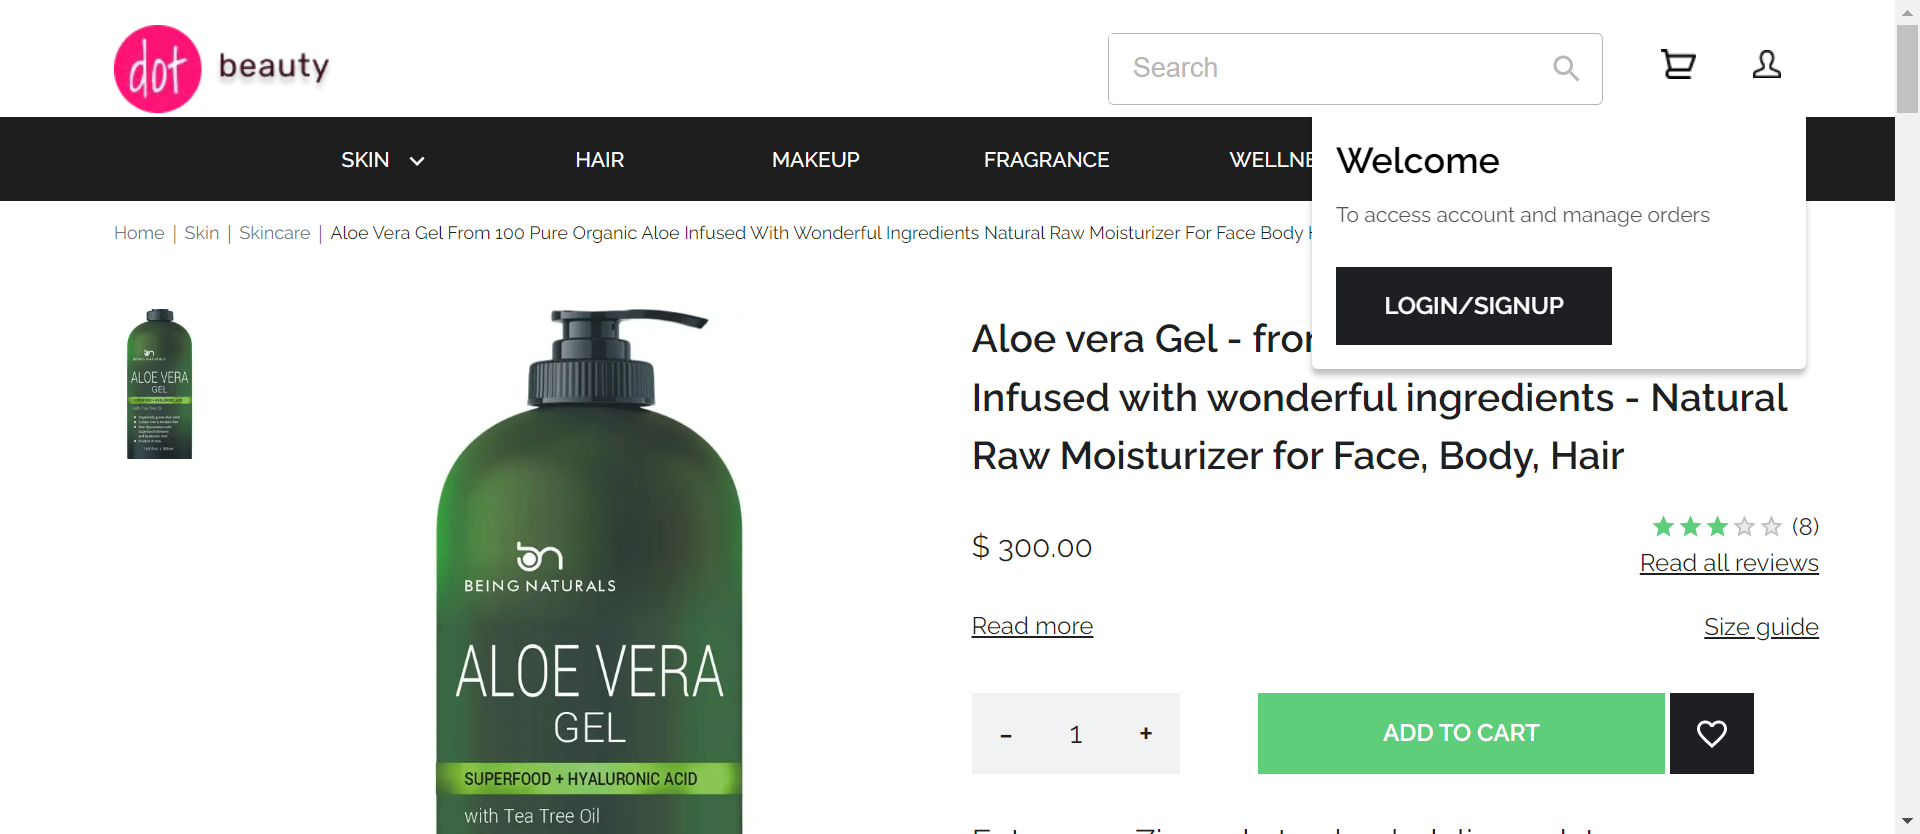 dot beauty
Search
SKIN HAIR MAKEUP FRAGRANCE WELLNE
Welcome
To access account and manage orders
LOGIN/SIGNUP
Home | Skin | Skincare | Aloe Vera Gel From 100 Pure Organic Aloe Infused With Wonderful Ingredients Natural Raw Moisturizer For Face Body
ALOE VERA
GEL
BEING NATURALS
ALOE VERA
GEL
SUPERFOOD + HYALURONIC ACID
with Tea Tree Oil
Aloe vera Gel - from
Infused with wonderful ingredients - Natural
Raw Moisturizer for Face, Body, Hair
$ 300.00
(8)
Read all reviews
Read more
Size guide
- 1 +
ADD TO CART